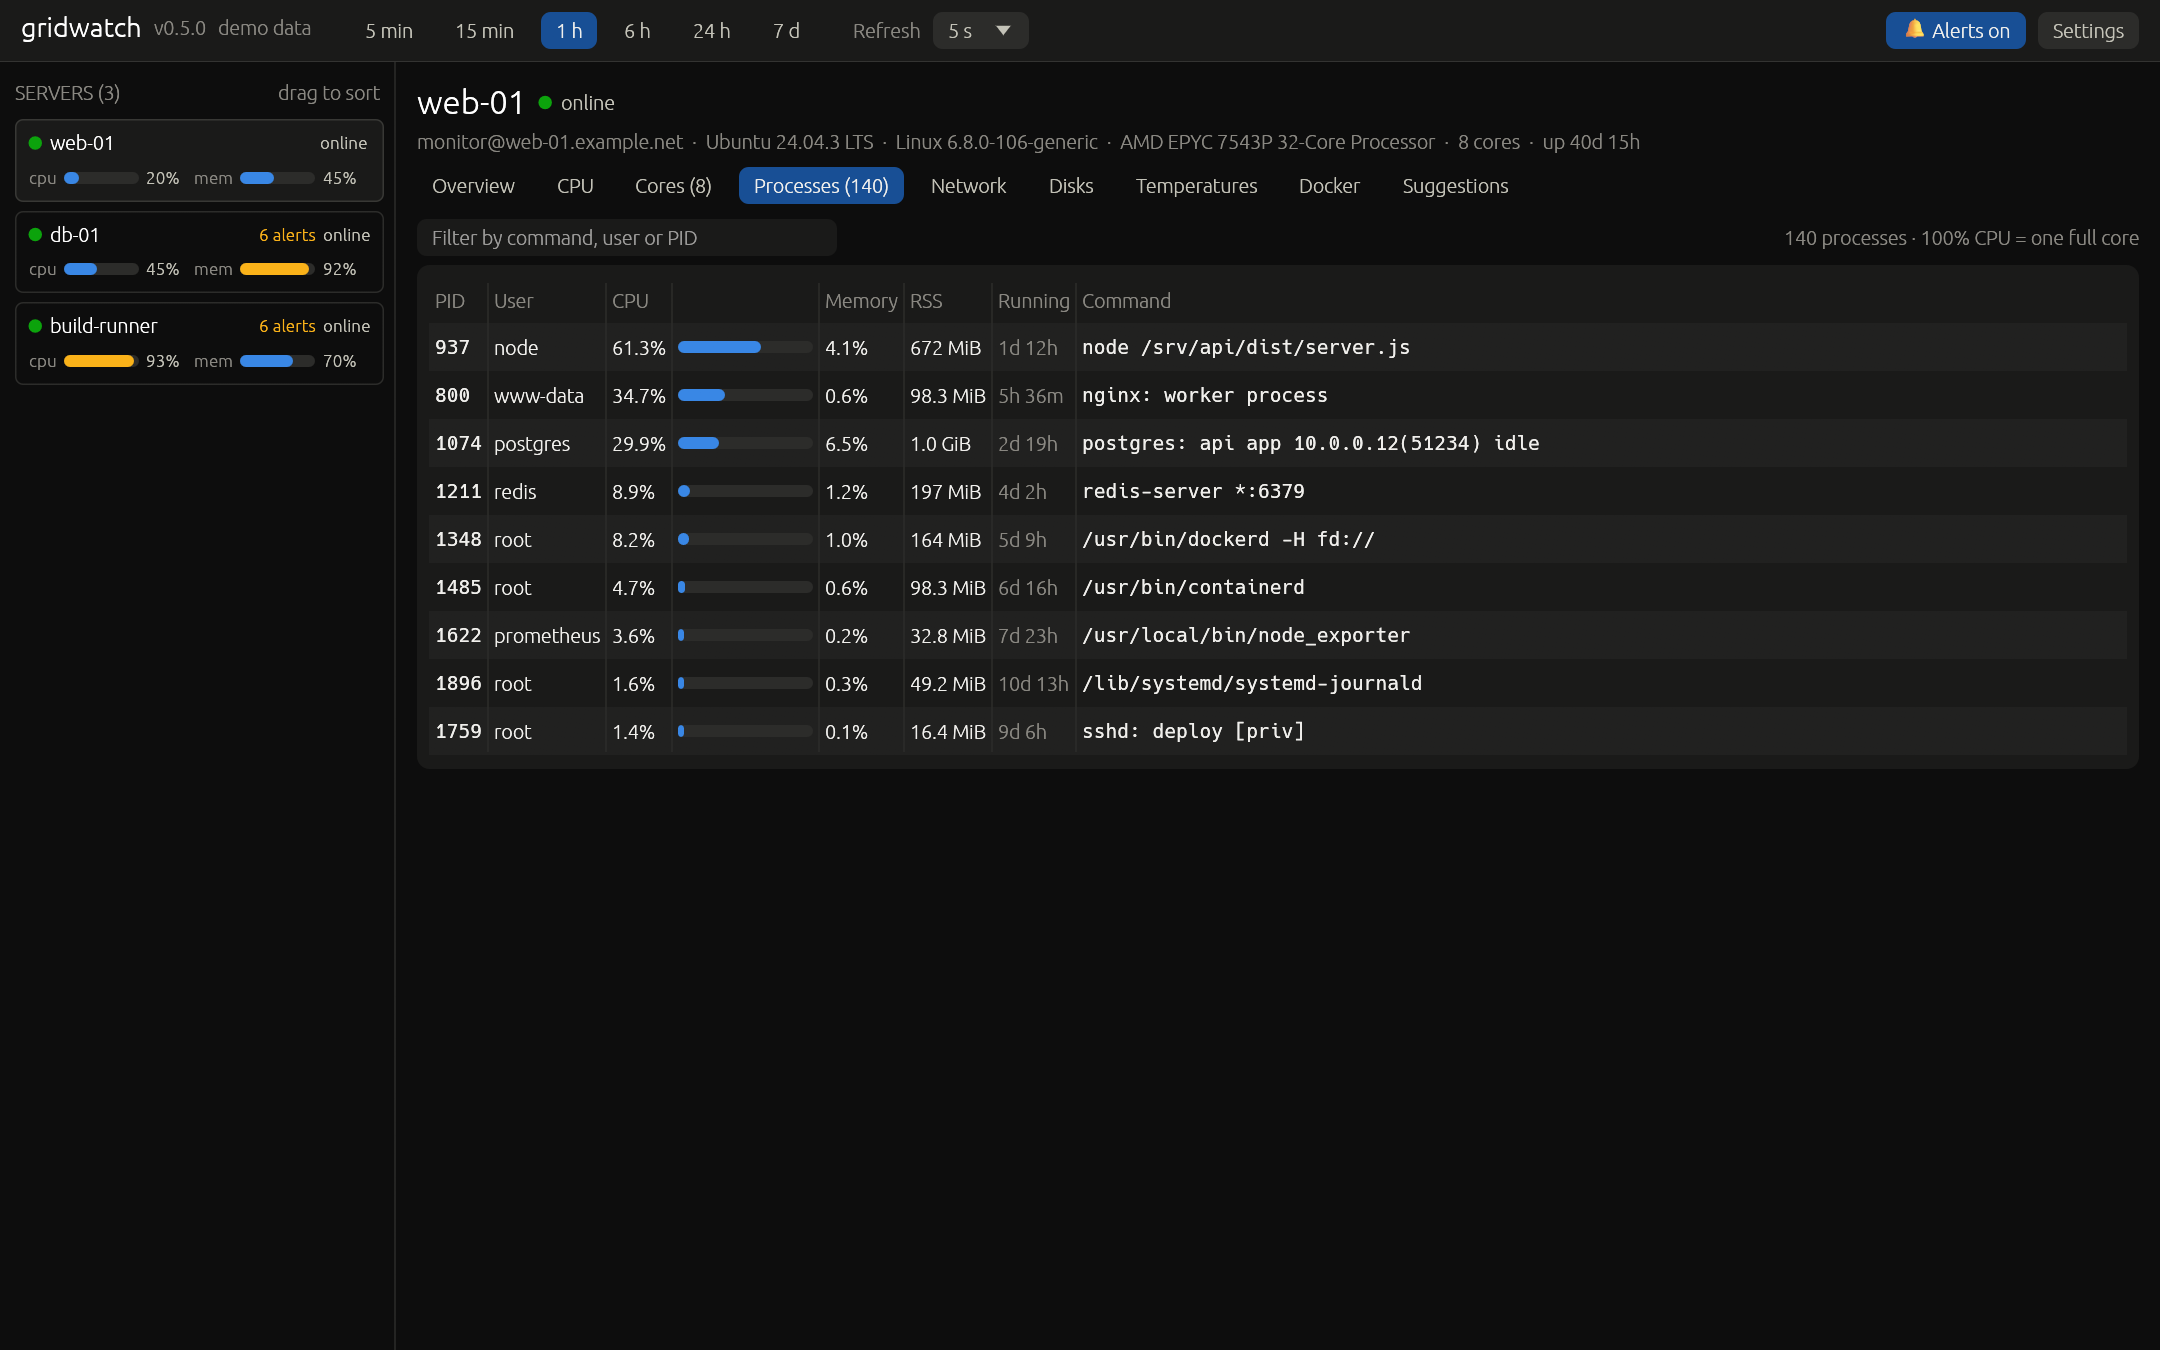 gridwatch v0.5.0 demo data 5 min 15 min 1 h 6 h 24 h 7 d Refresh 5 s Alerts on Settings
SERVERS (3) drag to sort
web-01 online
cpu 20% mem 45%
db-01 6 alerts online
cpu 45% mem 92%
build-runner 6 alerts online
cpu 93% mem 70%
web-01 online
monitor@web-01.example.net · Ubuntu 24.04.3 LTS · Linux 6.8.0-106-generic · AMD EPYC 7543P 32-Core Processor · 8 cores · up 40d 15h
Overview CPU Cores (8) Processes (140) Network Disks Temperatures Docker Suggestions
Filter by command, user or PID 140 processes · 100% CPU = one full core
PID User CPU Memory RSS Running Command
937 node 61.3% 4.1% 672 MiB 1d 12h node /srv/api/dist/server.js
800 www-data 34.7% 0.6% 98.3 MiB 5h 36m nginx: worker process
1074 postgres 29.9% 6.5% 1.0 GiB 2d 19h postgres: api app 10.0.0.12(51234) idle
1211 redis 8.9% 1.2% 197 MiB 4d 2h redis-server *:6379
1348 root 8.2% 1.0% 164 MiB 5d 9h /usr/bin/dockerd -H fd://
1485 root 4.7% 0.6% 98.3 MiB 6d 16h /usr/bin/containerd
1622 prometheus 3.6% 0.2% 32.8 MiB 7d 23h /usr/local/bin/node_exporter
1896 root 1.6% 0.3% 49.2 MiB 10d 13h /lib/systemd/systemd-journald
1759 root 1.4% 0.1% 16.4 MiB 9d 6h sshd: deploy [priv]